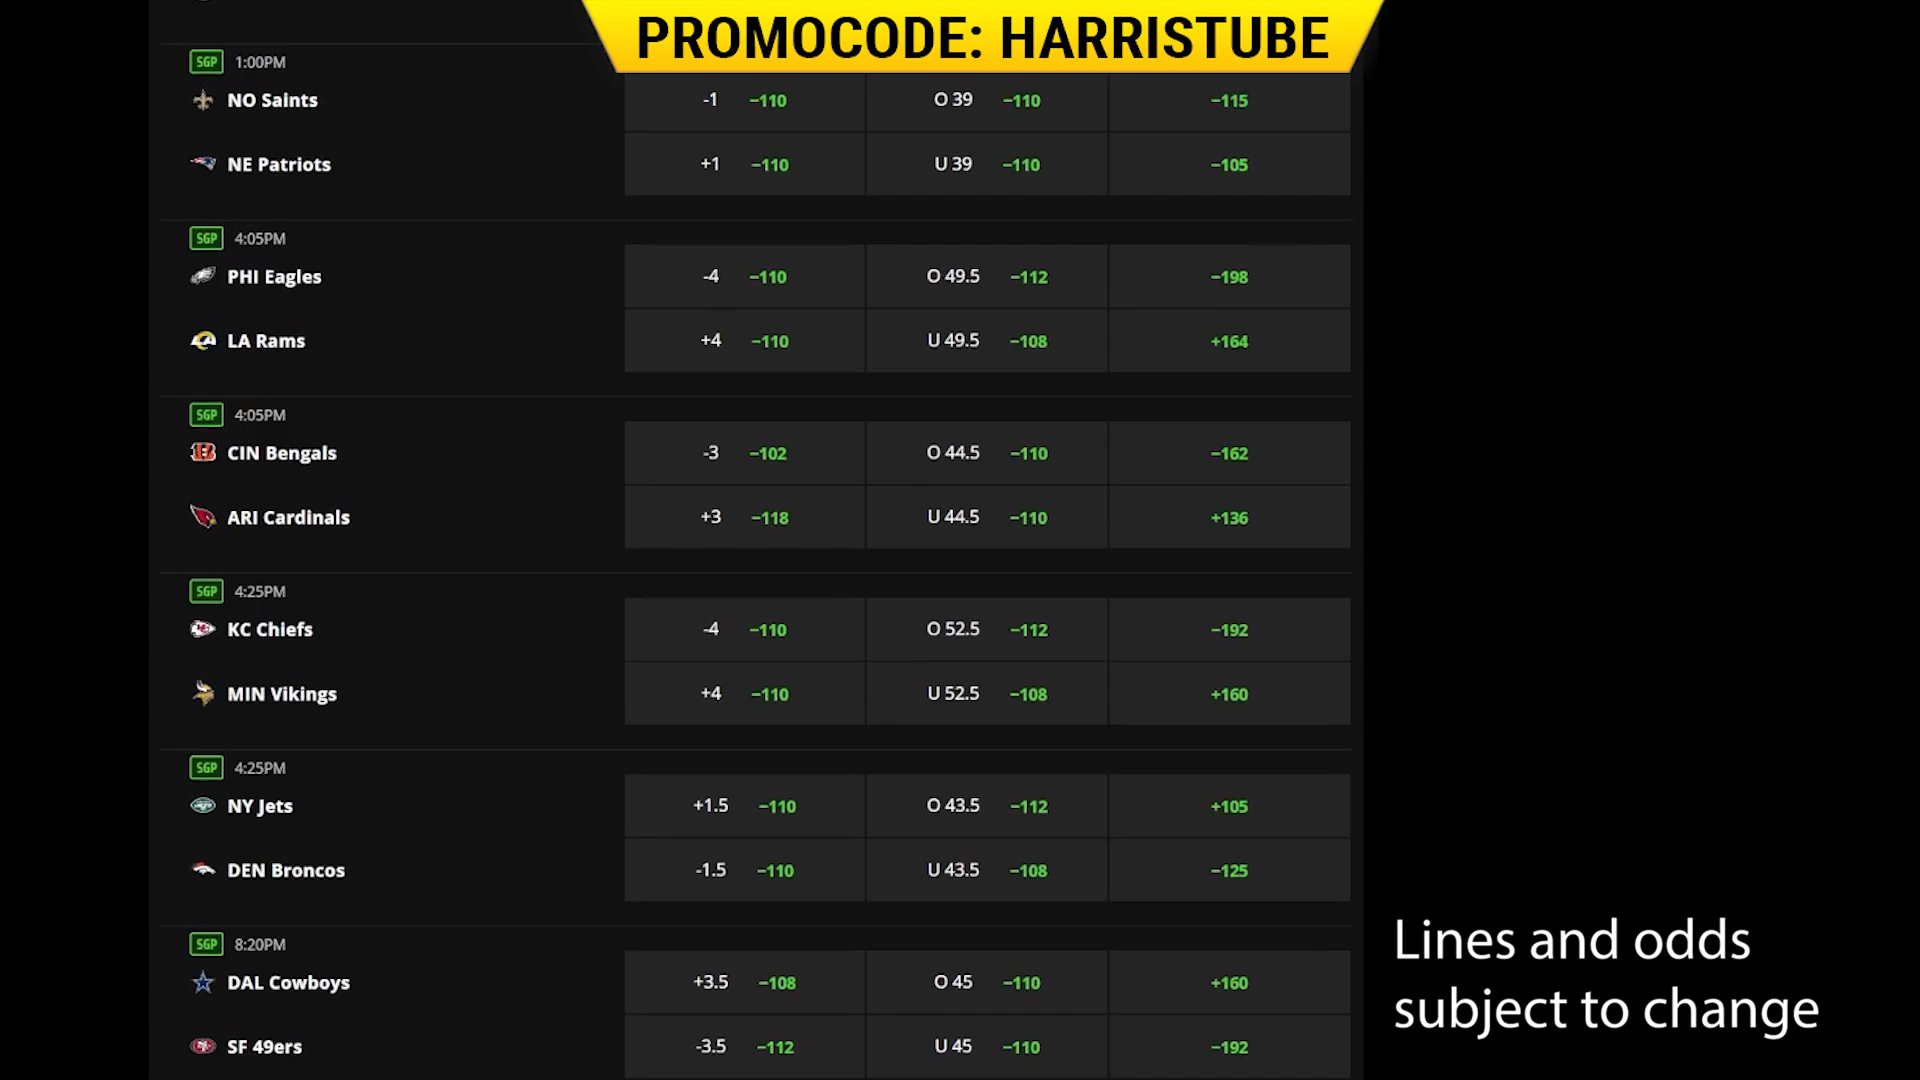 PROMOCODE: HARRISTUBE
SGP 1:00PM
NO Saints -1 −110 O 39 −110 −115
NE Patriots +1 −110 U 39 −110 −105
SGP 4:05PM
PHI Eagles -4 −110 O 49.5 −112 −198
LA Rams +4 −110 U 49.5 −108 +164
SGP 4:05PM
CIN Bengals -3 −102 O 44.5 −110 −162
ARI Cardinals +3 −118 U 44.5 −110 +136
SGP 4:25PM
KC Chiefs -4 −110 O 52.5 −112 −192
MIN Vikings +4 −110 U 52.5 −108 +160
SGP 4:25PM
NY Jets +1.5 −110 O 43.5 −112 +105
DEN Broncos -1.5 −110 U 43.5 −108 −125
SGP 8:20PM
DAL Cowboys +3.5 −108 O 45 −110 +160
SF 49ers -3.5 −112 U 45 −110 −192
Lines and odds
subject to change